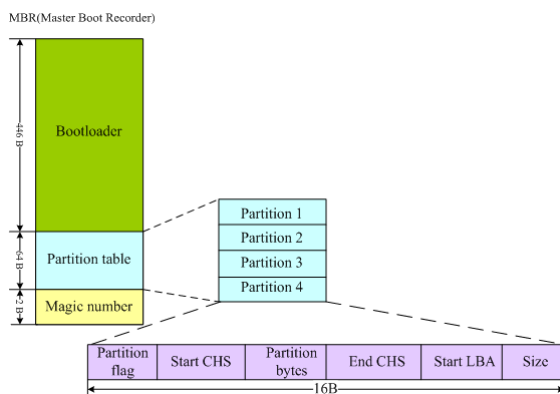 MBR(Master Boot Recorder)
446 B
Bootloader
64 B
Partition table
2 B
Magic number
Partition 1
Partition 2
Partition 3
Partition 4
Partition flag
Start CHS
Partition bytes
End CHS
Start LBA
Size
16B